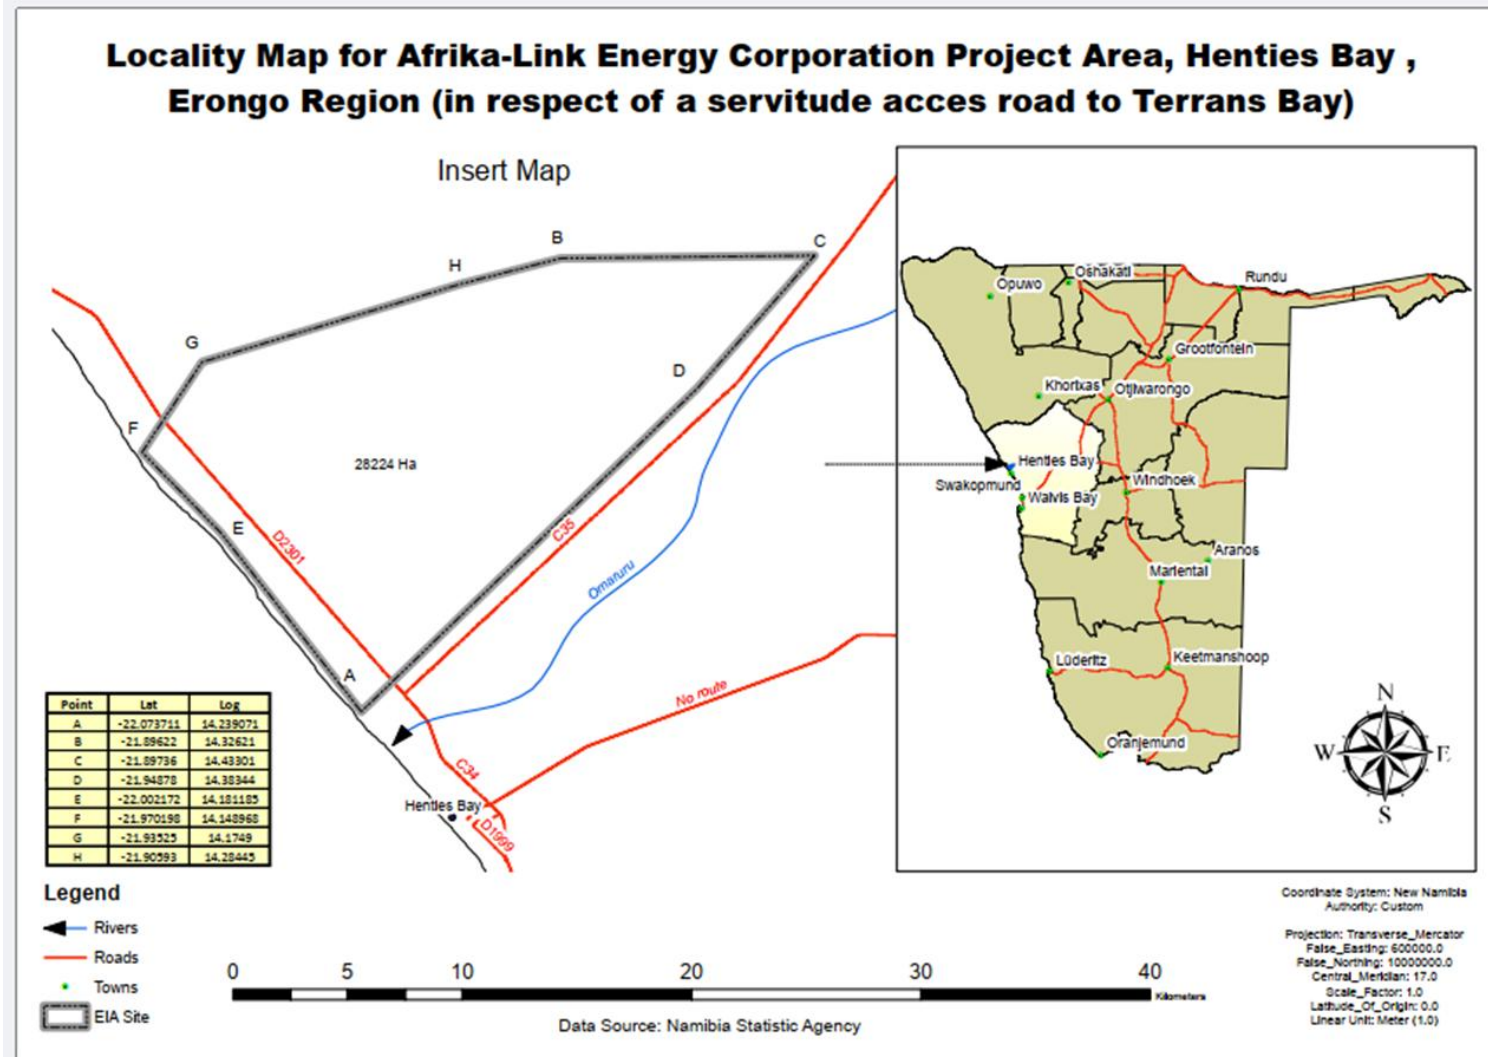 Locality Map for Afrika-Link Energy Corporation Project Area, Henties Bay ,
Erongo Region (in respect of a servitude acces road to Terrans Bay)
Insert Map
B
C
H
G
D
F
28224 Ha
E
D2301
C35
Omaruru
A
No route
C34
Henties Bay
D1999
Opuwo
Oshakati
Rundu
Grootfontein
Khorixas
Otjiwarongo
Henties Bay
Swakopmund
Walvis Bay
Windhoek
Aranos
Mariental
Lüderitz
Keetmanshoop
Oranjemund
N
W
E
S
Point Lat Log
A -22.073711 14.239071
B -21.89622 14.32621
C -21.89736 14.43301
D -21.94878 14.38344
E -22.002172 14.181185
F -21.970198 14.148968
G -21.93525 14.1749
H -21.90593 14.28445
Legend
Rivers
Roads
Towns
EIA Site
0 5 10 20 30 40
Kilometers
Data Source: Namibia Statistic Agency
Coordinate System: New Namibia
Authority: Custom
Projection: Transverse_Mercator
False_Easting: 600000.0
False_Northing: 10000000.0
Central_Meridian: 17.0
Scale_Factor: 1.0
Latitude_Of_Origin: 0.0
Linear Unit: Meter (1.0)